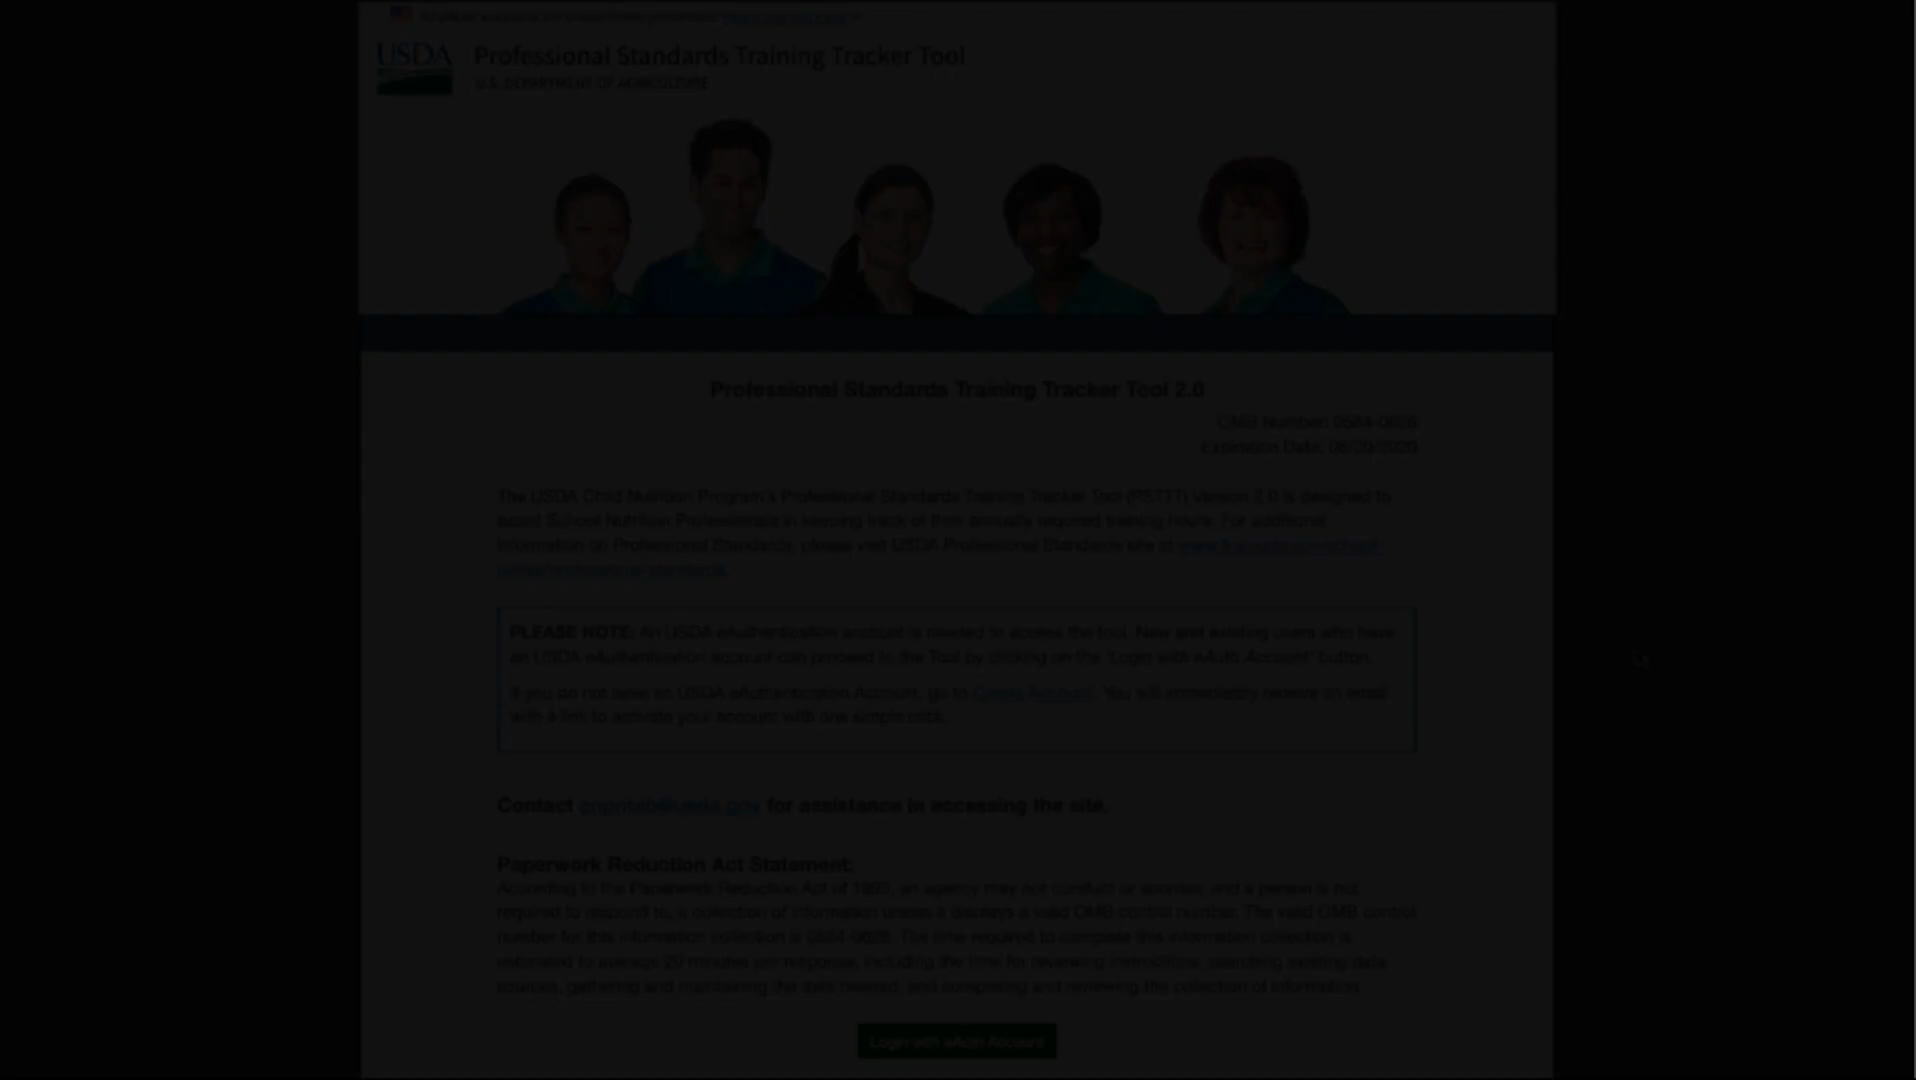 USDA Professional Standards Training Tracker Tool
U.S. DEPARTMENT OF AGRICULTURE
Professional Standards Training Tracker Tool 2.0
OMB Number: 0584-0626
Expiration Date:
The USDA Child Nutrition Program's Professional Standards Training Tracker Tool (PSTTT) Version 2.0 is designed to
assist School Nutrition Professionals in keeping track of their annually required training hours. For additional
information on Professional Standards, please visit USDA Professional Standards site at
PLEASE NOTE: An USDA eAuthentication account is needed to access the tool. New and existing users who have
an USDA eAuthentication account can proceed to the Tool by clicking on the 'Login with eAuth Account' button.
If you do not have an USDA eAuthentication Account, go to Create Account. You will immediately receive an email
with a link to activate your account with one simple click.
Contact for assistance in accessing the site.
Paperwork Reduction Act Statement:
According to the Paperwork Reduction Act of 1995, an agency may not conduct or sponsor, and a person is not
required to respond to, a collection of information unless it displays a valid OMB control number. The valid OMB control
number for this information collection is 0584-0626. The time required to complete this information collection is
estimated to average 20 minutes per response, including the time for reviewing instructions, searching existing data
sources, gathering and maintaining the data needed, and completing and reviewing the collection of information.
Login with eAuth Account